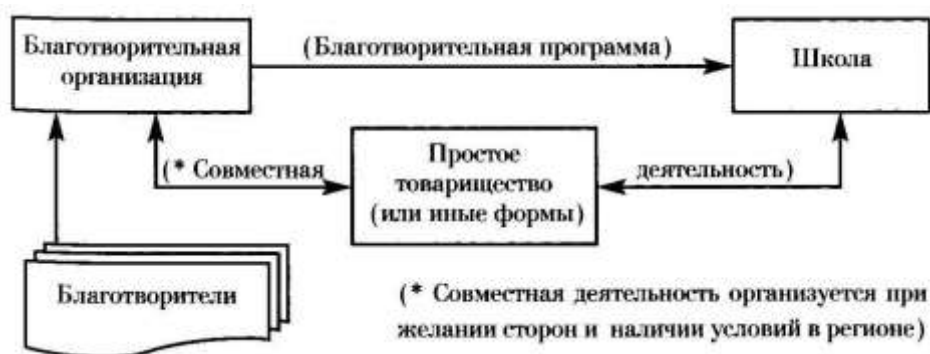 Благотворительная
организация
(Благотворительная программа)
Школа
(* Совместная
Простое
товарищество
(или иные формы)
деятельность)
Благотворители
(* Совместная деятельность организуется при
желании сторон и наличии условий в регионе)